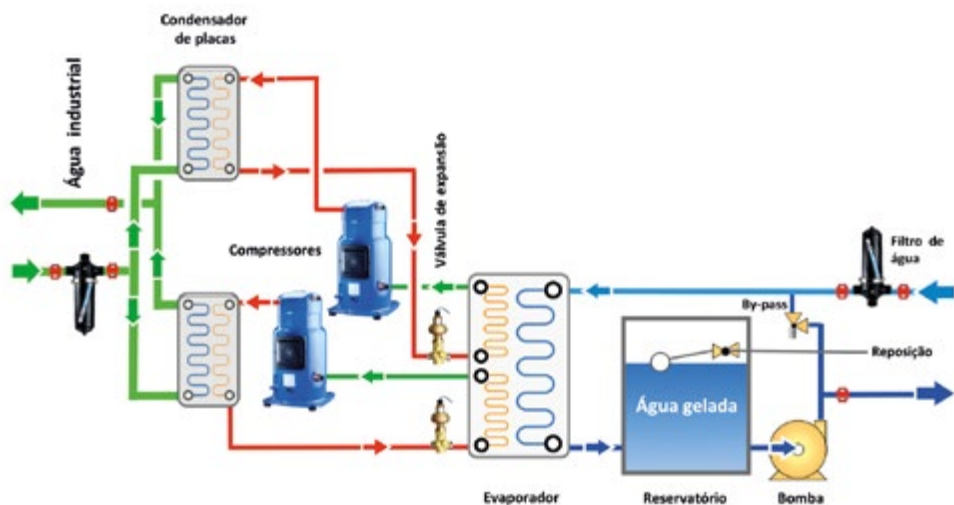 Condensador
de placas
Água industrial
Compressores
Válvula de expansão
Filtro de
água
By-pass
Reposição
Água gelada
Evaporador
Reservatório
Bomba